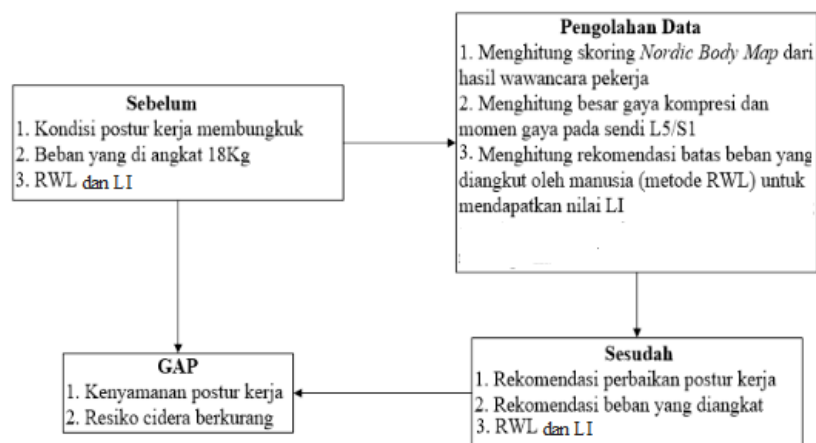 Sebelum
1. Kondisi postur kerja membungkuk
2. Beban yang di angkat 18Kg
3. RWL dan LI
Pengolahan Data
1. Menghitung skoring Nordic Body Map dari
hasil wawancara pekerja
2. Menghitung besar gaya kompresi dan
momen gaya pada sendi L5/S1
3. Menghitung rekomendasi batas beban yang
diangkut oleh manusia (metode RWL) untuk
mendapatkan nilai LI
GAP
1. Kenyamanan postur kerja
2. Resiko cidera berkurang
Sesudah
1. Rekomendasi perbaikan postur kerja
2. Rekomendasi beban yang diangkat
3. RWL dan LI